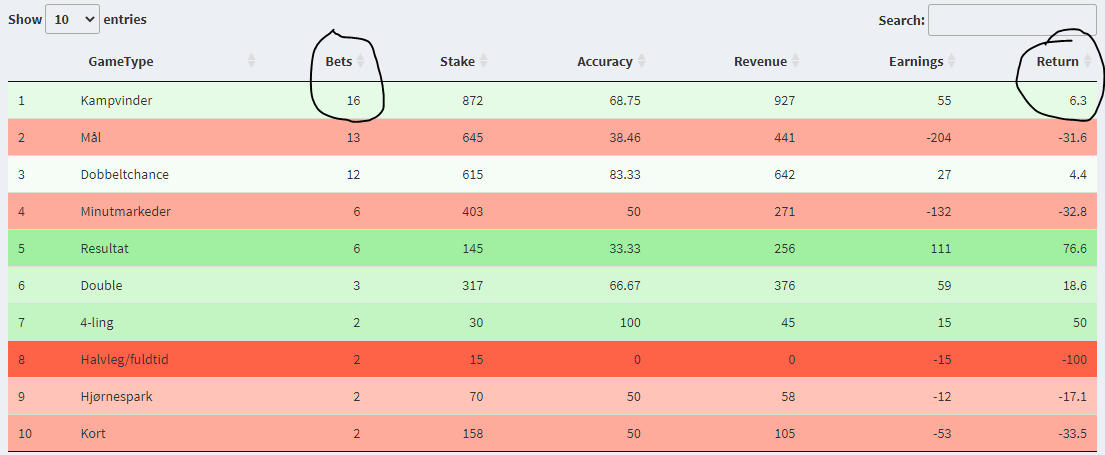 Show 10 entries Search:
GameType Bets Stake Accuracy Revenue Earnings Return
1 Kampvinder 16 872 68.75 927 55 6.3
2 Mål 13 645 38.46 441 -204 -31.6
3 Dobbeltchance 12 615 83.33 642 27 4.4
4 Minutmarkeder 6 403 50 271 -132 -32.8
5 Resultat 6 145 33.33 256 111 76.6
6 Double 3 317 66.67 376 59 18.6
7 4-ling 2 30 100 45 15 50
8 Halvleg/fuldtid 2 15 0 0 -15 -100
9 Hjørnespark 2 70 50 58 -12 -17.1
10 Kort 2 158 50 105 -53 -33.5